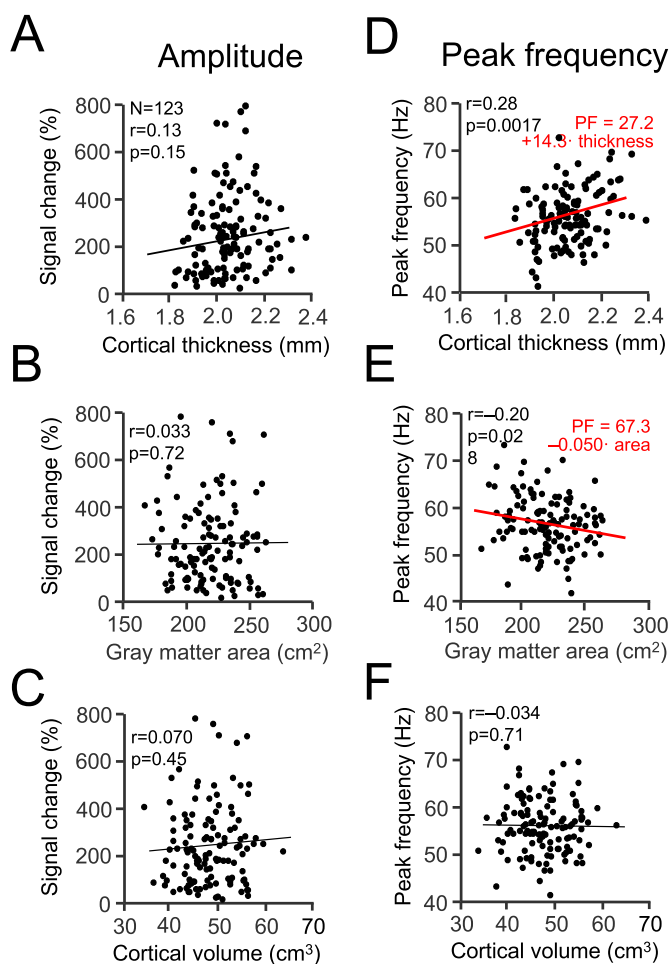 A
Amplitude
N=123
r=0.13
p=0.15
Signal change (%)
800
600
400
200
0
1.6
1.8
2.0
2.2
2.4
Cortical thickness (mm)
D
Peak frequency
r=0.28
p=0.0017
PF = 27.2
+14.3· thickness
Peak frequency (Hz)
80
70
60
50
40
1.6
1.8
2.0
2.2
2.4
Cortical thickness (mm)
B
r=0.033
p=0.72
Signal change (%)
800
600
400
200
0
150
200
250
300
Gray matter area (cm²)
E
r=–0.20
p=0.02
8
PF = 67.3
–0.050· area
Peak frequency (Hz)
80
70
60
50
40
150
200
250
300
Gray matter area (cm²)
C
r=0.070
p=0.45
Signal change (%)
800
600
400
200
0
30
40
50
60
70
Cortical volume (cm³)
F
r=–0.034
p=0.71
Peak frequency (Hz)
80
70
60
50
40
30
40
50
60
70
Cortical volume (cm³)